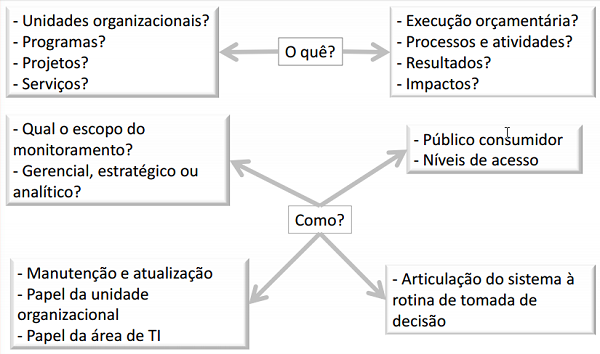 - Unidades organizacionais?
- Programas?
- Projetos?
- Serviços?
O quê?
- Execução orçamentária?
- Processos e atividades?
- Resultados?
- Impactos?
- Qual o escopo do
monitoramento?
- Gerencial, estratégico ou
analítico?
- Público consumidor
- Níveis de acesso
Como?
- Manutenção e atualização
- Papel da unidade
organizacional
- Papel da área de TI
- Articulação do sistema à
rotina de tomada de
decisão